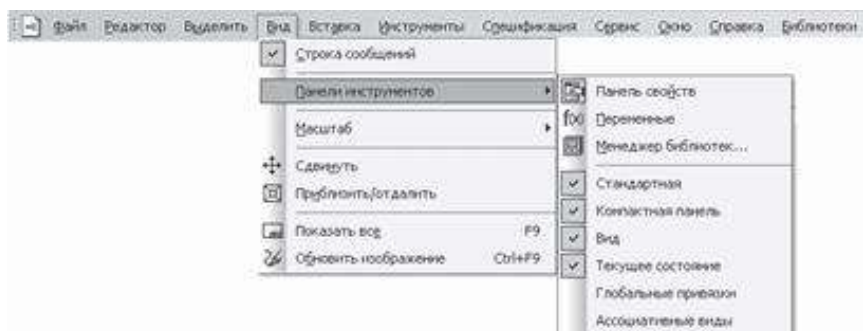 Файл Редактор Выделить Вид Вставка Инструменты Спецификация Сервис Окно Справка Библиотеки
Строка сообщений
Панели инструментов
Масштаб
Сдвинуть
Приблизить/отдалить
Показать все F9
Обновить изображение Ctrl+F9
Панель свойств
f(x) Переменные
Менеджер библиотек...
Стандартная
Компактная панель
Вид
Текущее состояние
Глобальные привязки
Ассоциативные виды